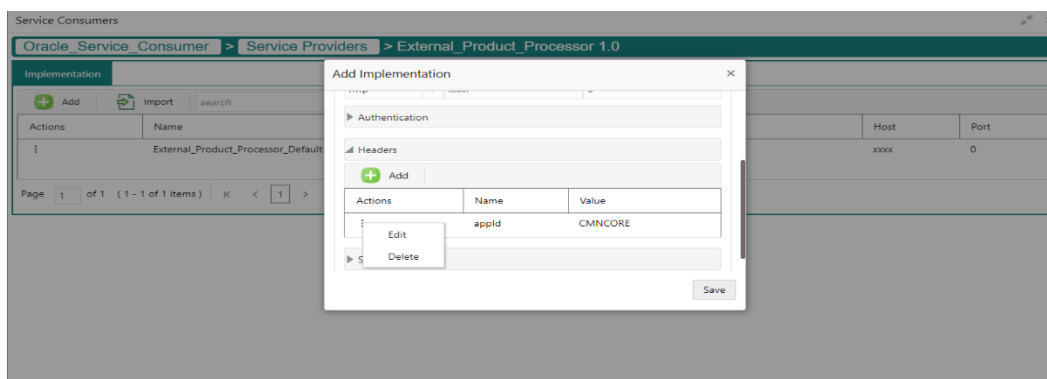 Service Consumers
Oracle_Service_Consumer > Service Providers > External_Product_Processor 1.0
Implementation
Add Import search
Actions Name Host Port
External_Product_Processor_Default xxxx 0
Page 1 of 1 (1 - 1 of 1 items) K < 1 >
Add Implementation ×
Authentication
Headers
Add
Actions Name Value
appId CMNCORE
Edit
Delete
S
Save